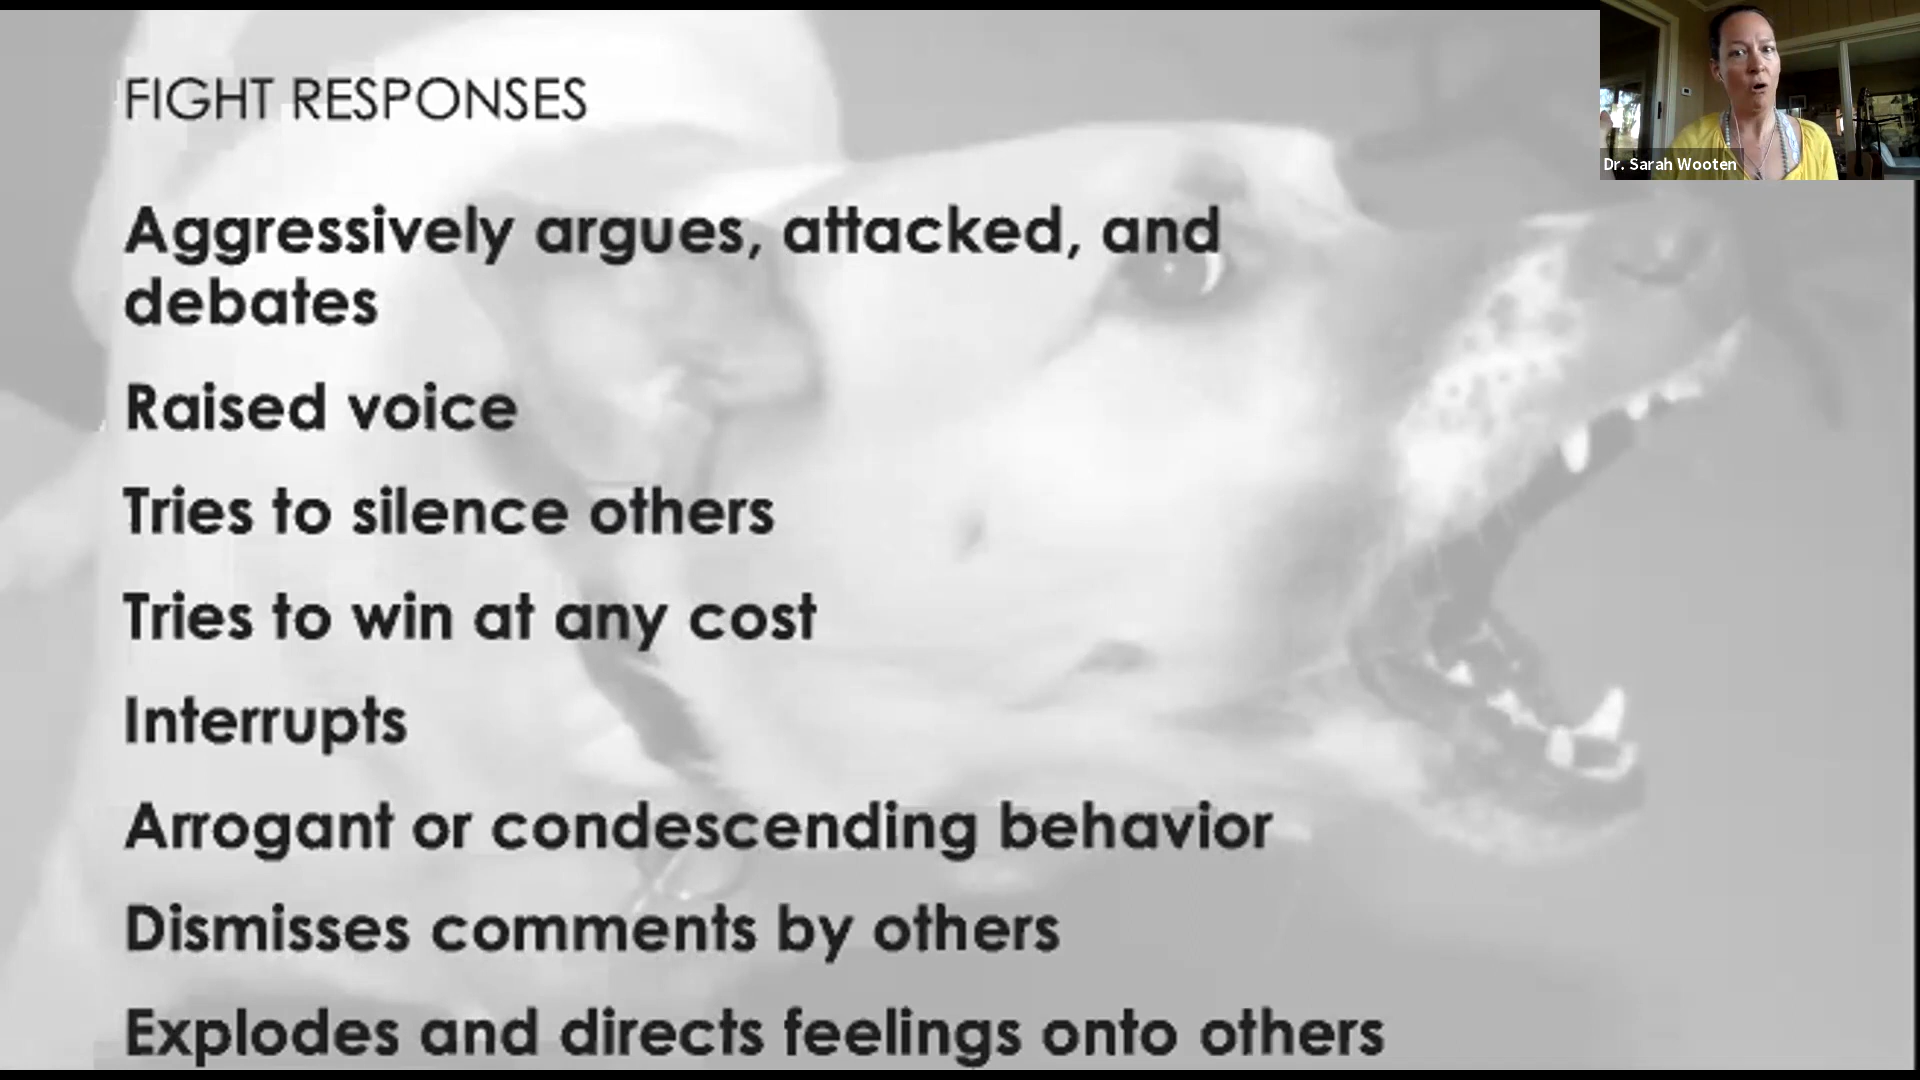 FIGHT RESPONSES
Aggressively argues, attacked, and
debates
Raised voice
Tries to silence others
Tries to win at any cost
Interrupts
Arrogant or condescending behavior
Dismisses comments by others
Explodes and directs feelings onto others
Dr. Sarah Wooten